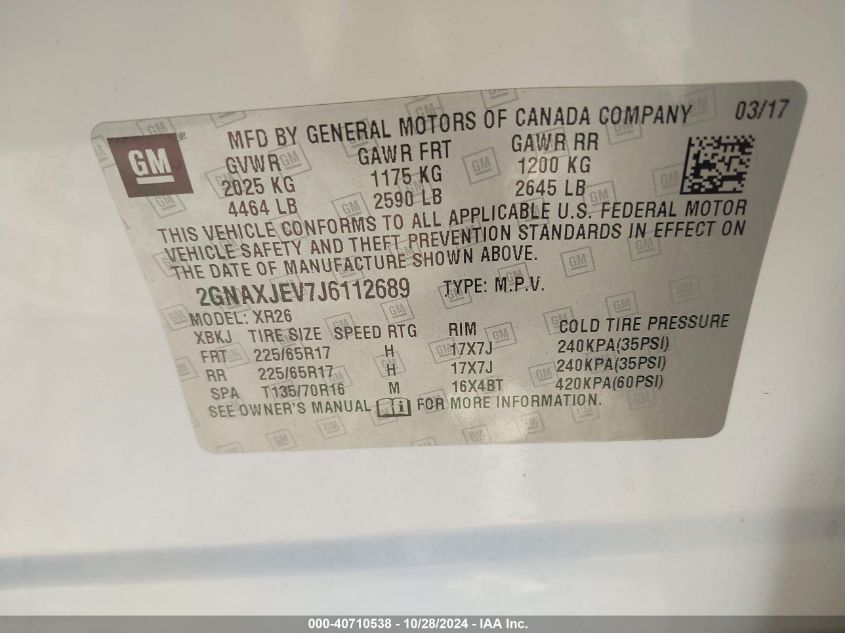 MFD BY GENERAL MOTORS OF CANADA COMPANY 03/17
GM®
GVWR GAWR FRT GAWR RR
2025 KG 1175 KG 1200 KG
4464 LB 2590 LB 2645 LB
THIS VEHICLE CONFORMS TO ALL APPLICABLE U.S. FEDERAL MOTOR
VEHICLE SAFETY AND THEFT PREVENTION STANDARDS IN EFFECT ON
THE DATE OF MANUFACTURE SHOWN ABOVE.
2GNAXJEV7J6112689 TYPE: M.P.V.
MODEL: XR26
XBKJ TIRE SIZE SPEED RTG RIM COLD TIRE PRESSURE
FRT 225/65R17 H 17X7J 240KPA(35PSI)
RR 225/65R17 H 17X7J 240KPA(35PSI)
SPA T135/70R16 M 16X4BT 420KPA(60PSI)
SEE OWNER'S MANUAL FOR MORE INFORMATION.
000-40710538 - 10/28/2024 - IAA Inc.